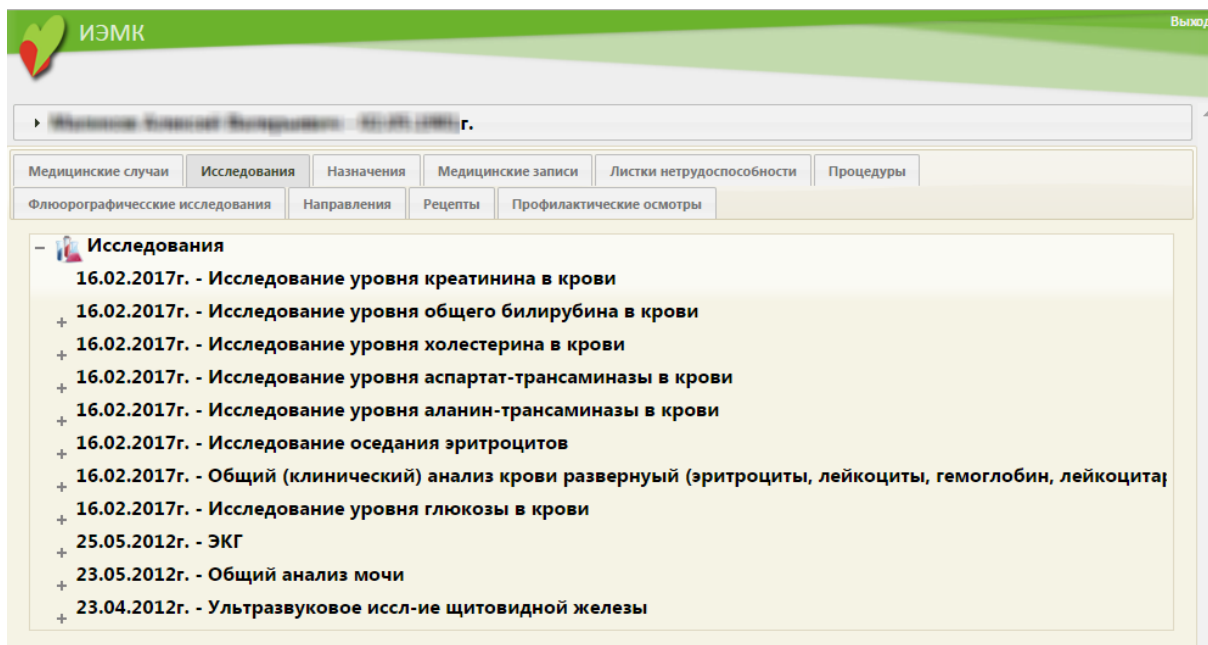 ИЭМК
Выход
г.
Медицинские случаи Исследования Назначения Медицинские записи Листки нетрудоспособности Процедуры
Флюорографичесские исследования Направления Рецепты Профилактические осмотры
Исследования
16.02.2017г. - Исследование уровня креатинина в крови
16.02.2017г. - Исследование уровня общего билирубина в крови
16.02.2017г. - Исследование уровня холестерина в крови
16.02.2017г. - Исследование уровня аспартат-трансаминазы в крови
16.02.2017г. - Исследование уровня аланин-трансаминазы в крови
16.02.2017г. - Исследование оседания эритроцитов
16.02.2017г. - Общий (клинический) анализ крови развернуый (эритроциты, лейкоциты, гемоглобин, лейкоцитар
16.02.2017г. - Исследование уровня глюкозы в крови
25.05.2012г. - ЭКГ
23.05.2012г. - Общий анализ мочи
23.04.2012г. - Ультразвуковое иссл-ие щитовидной железы